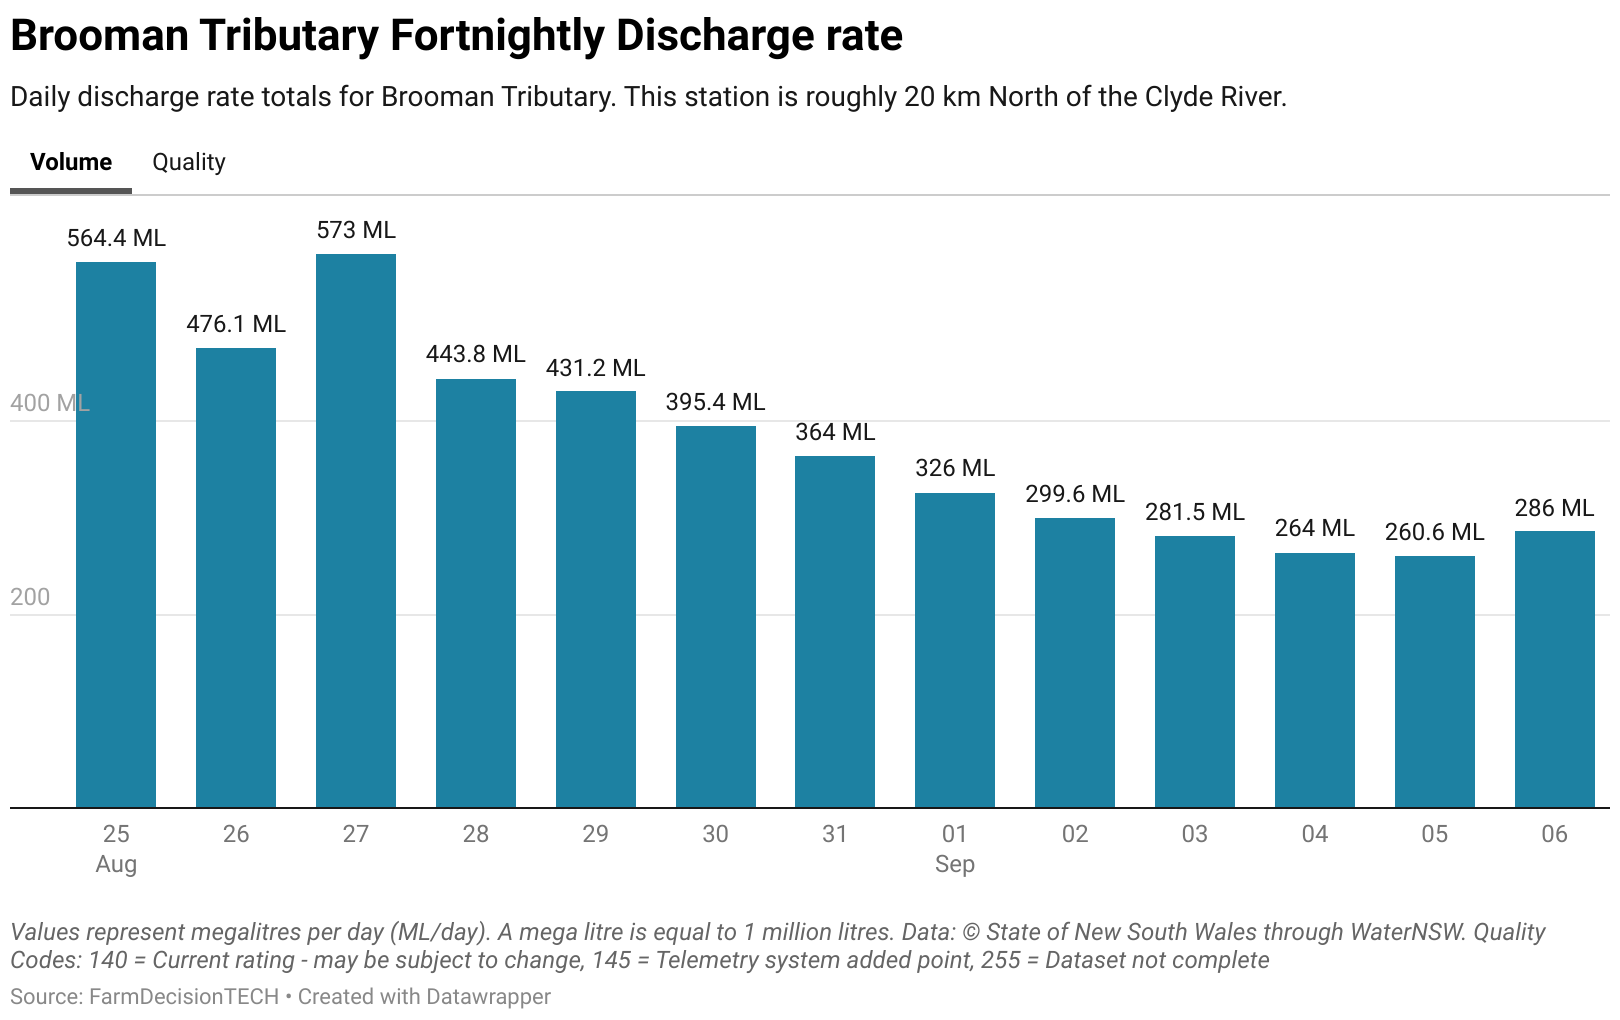 Brooman Tributary Fortnightly Discharge rate
Daily discharge rate totals for Brooman Tributary. This station is roughly 20 km North of the Clyde River.
Volume Quality
564.4 ML
476.1 ML
573 ML
443.8 ML
431.2 ML
395.4 ML
364 ML
326 ML
299.6 ML
281.5 ML
264 ML
260.6 ML
286 ML
400 ML
200
25 26 27 28 29 30 31 01 02 03 04 05 06
Aug Sep
Values represent megalitres per day (ML/day). A mega litre is equal to 1 million litres. Data: © State of New South Wales through WaterNSW. Quality
Codes: 140 = Current rating - may be subject to change, 145 = Telemetry system added point, 255 = Dataset not complete
Source: FarmDecisionTECH • Created with Datawrapper